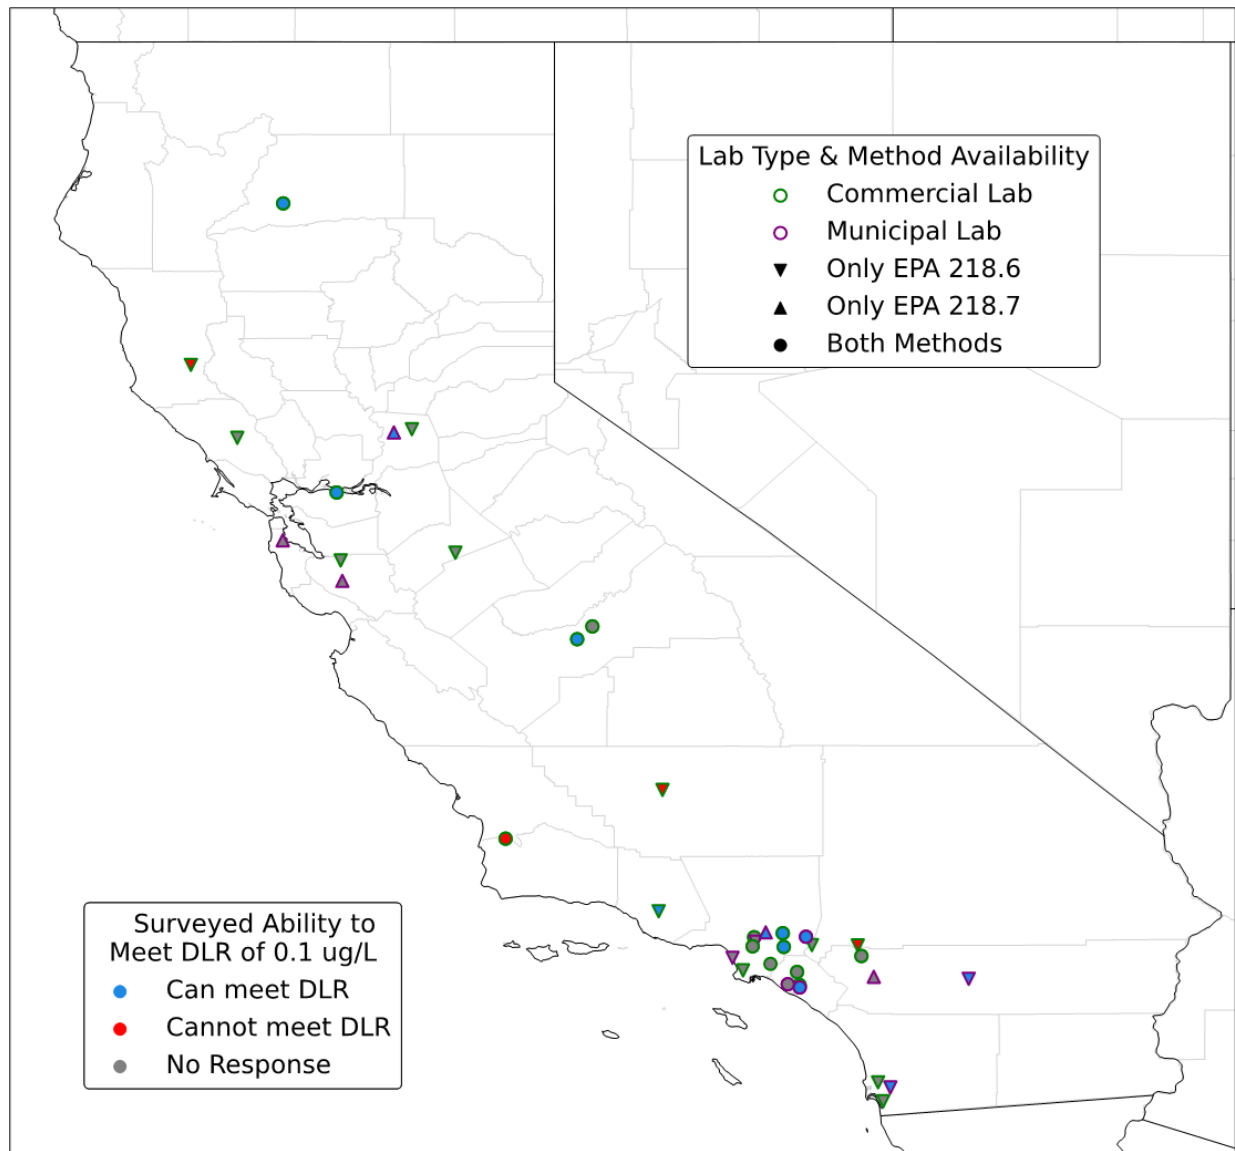 Lab Type & Method Availability
Commercial Lab
Municipal Lab
Only EPA 218.6
Only EPA 218.7
Both Methods
Surveyed Ability to
Meet DLR of 0.1 ug/L
Can meet DLR
Cannot meet DLR
No Response